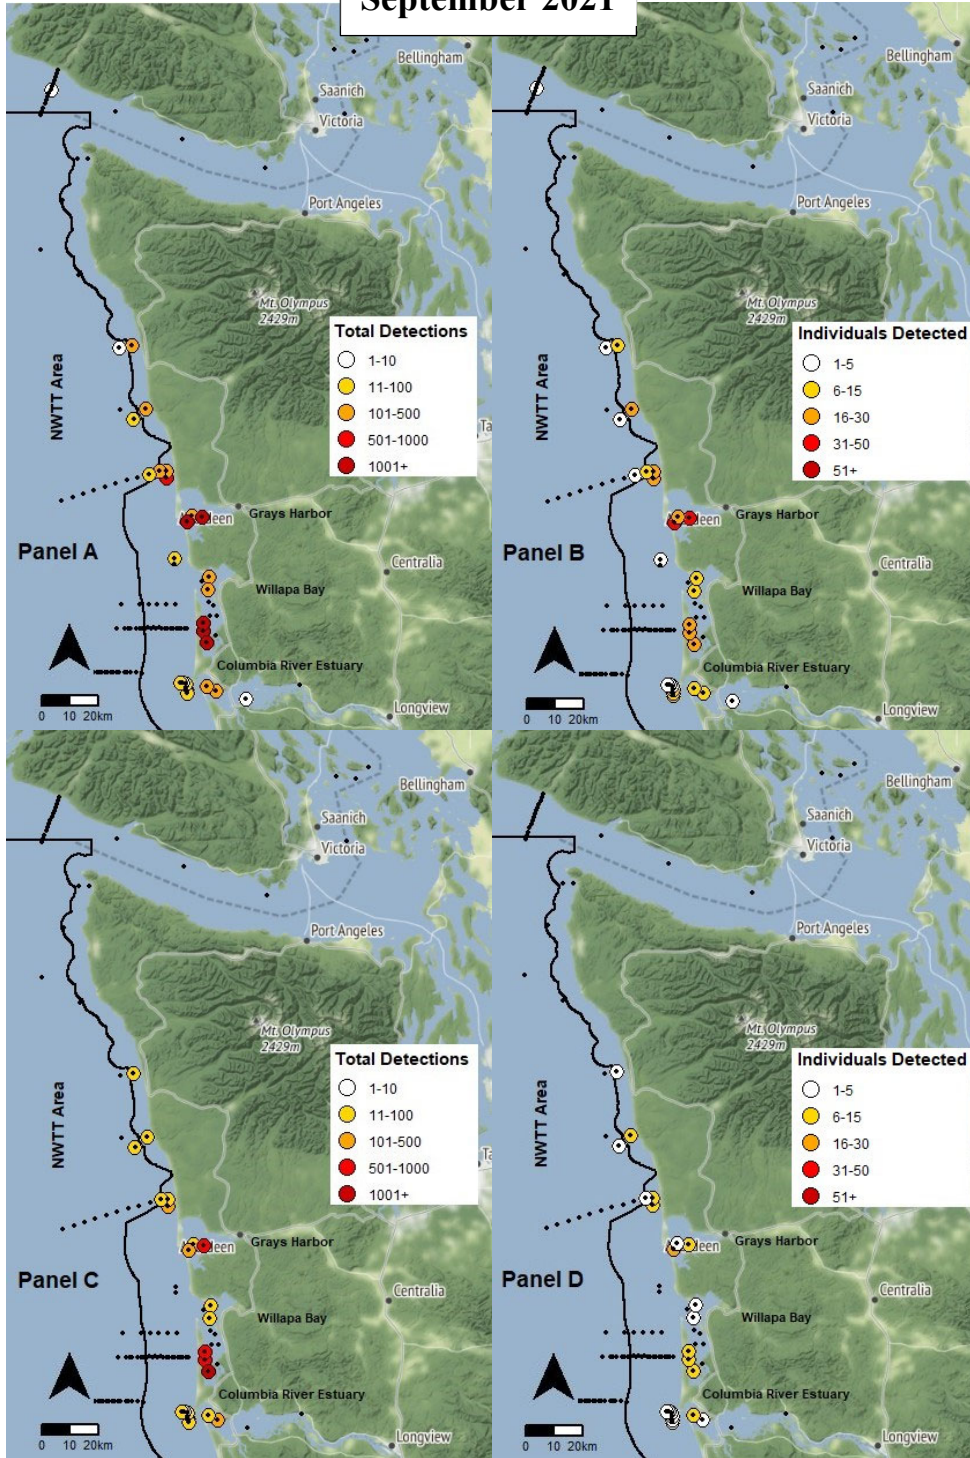 September 2021
Bellingham
Saanich
Victoria
Port Angeles
Mt. Olympus
2429m
NWTT Area
Total Detections
1-10
11-100
101-500
501-1000
1001+
Ta
Grays Harbor
Panel A
Centralia
Willapa Bay
Columbia River Estuary
0 10 20km
Longview
Bellingham
Saanich
Victoria
Port Angeles
Mt. Olympus
2429m
NWTT Area
Individuals Detected
1-5
6-15
16-30
31-50
51+
Grays Harbor
Panel B
Centralia
Willapa Bay
Columbia River Estuary
0 10 20km
Longview
Bellingham
Saanich
Victoria
Port Angeles
Mt. Olympus
2429m
NWTT Area
Total Detections
1-10
11-100
101-500
501-1000
1001+
Ta
Grays Harbor
Panel C
Centralia
Willapa Bay
Columbia River Estuary
0 10 20km
Longview
Bellingham
Saanich
Victoria
Port Angeles
Mt. Olympus
2429m
NWTT Area
Individuals Detected
1-5
6-15
16-30
31-50
51+
Grays Harbor
Panel D
Centralia
Willapa Bay
Columbia River Estuary
0 10 20km
Longview